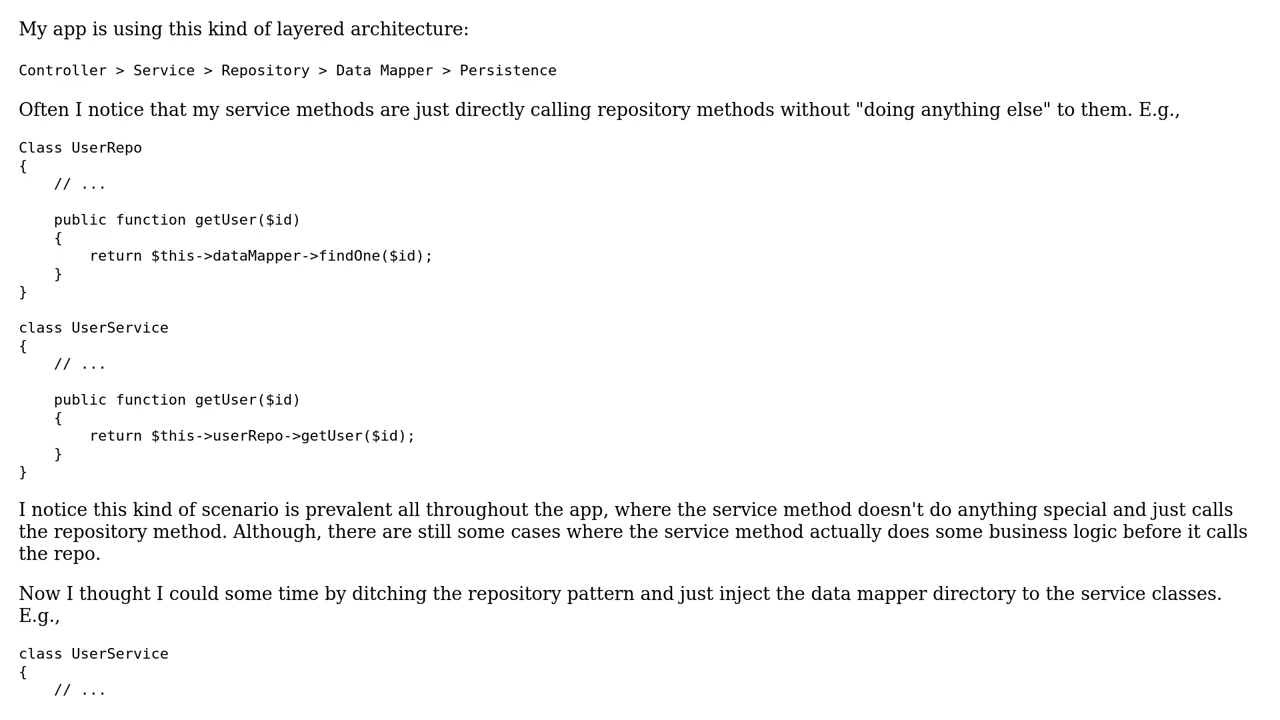 My app is using this kind of layered architecture:
Controller > Service > Repository > Data Mapper > Persistence
Often I notice that my service methods are just directly calling repository methods without "doing anything else" to them. E.g.,
Class UserRepo
{
    // ...
    public function getUser($id)
    {
        return $this->dataMapper->findOne($id);
    }
}
class UserService
{
    // ...
    public function getUser($id)
    {
        return $this->userRepo->getUser($id);
    }
}
I notice this kind of scenario is prevalent all throughout the app, where the service method doesn't do anything special and just calls
the repository method. Although, there are still some cases where the service method actually does some business logic before it calls
the repo.
Now I thought I could some time by ditching the repository pattern and just inject the data mapper directory to the service classes.
E.g.,
class UserService
{
    // ...